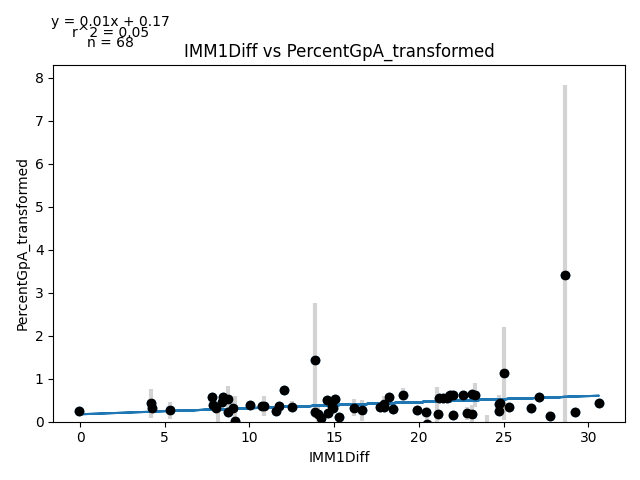 y = 0.01x + 0.17
r^2 = 0.05
n = 68
IMM1Diff vs PercentGpA_transformed
PercentGpA_transformed
8
7
6
5
4
3
2
1
0
0 5 10 15 20 25 30
IMM1Diff